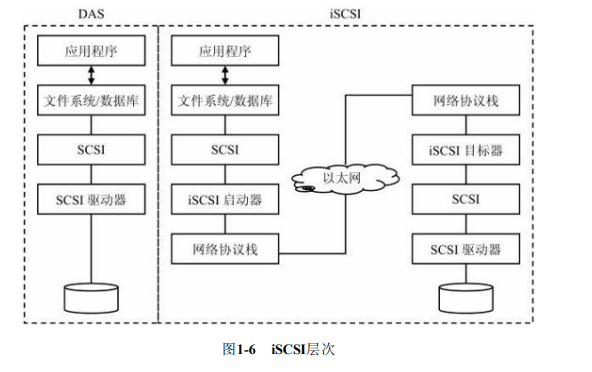 DAS
应用程序
文件系统/数据库
SCSI
SCSI 驱动器
iSCSI
应用程序
文件系统/数据库
SCSI
iSCSI 启动器
网络协议栈
以太网
网络协议栈
iSCSI 目标器
SCSI
SCSI 驱动器
图1-6 iSCSI层次